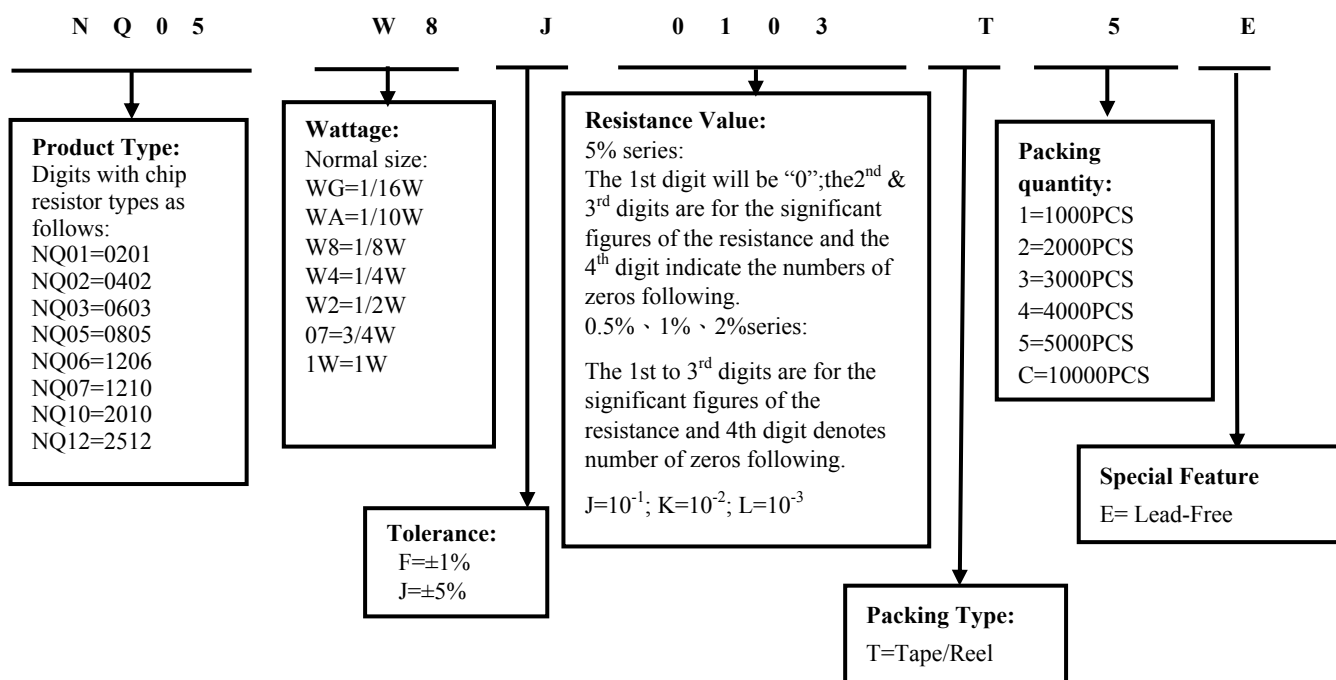 N Q 0 5 W 8 J 0 1 0 3 T 5 E
Product Type:
Digits with chip
resistor types as
follows:
NQ01=0201
NQ02=0402
NQ03=0603
NQ05=0805
NQ06=1206
NQ07=1210
NQ10=2010
NQ12=2512
Wattage:
Normal size:
WG=1/16W
WA=1/10W
W8=1/8W
W4=1/4W
W2=1/2W
07=3/4W
1W=1W
Tolerance:
F=±1%
J=±5%
Resistance Value:
5% series:
The 1st digit will be “0”;the2nd &
3rd digits are for the significant
figures of the resistance and the
4th digit indicate the numbers of
zeros following.
0.5%、1%、2%series:
The 1st to 3rd digits are for the
significant figures of the
resistance and 4th digit denotes
number of zeros following.
J=10-1; K=10-2; L=10-3
Packing Type:
T=Tape/Reel
Packing
quantity:
1=1000PCS
2=2000PCS
3=3000PCS
4=4000PCS
5=5000PCS
C=10000PCS
Special Feature
E= Lead-Free